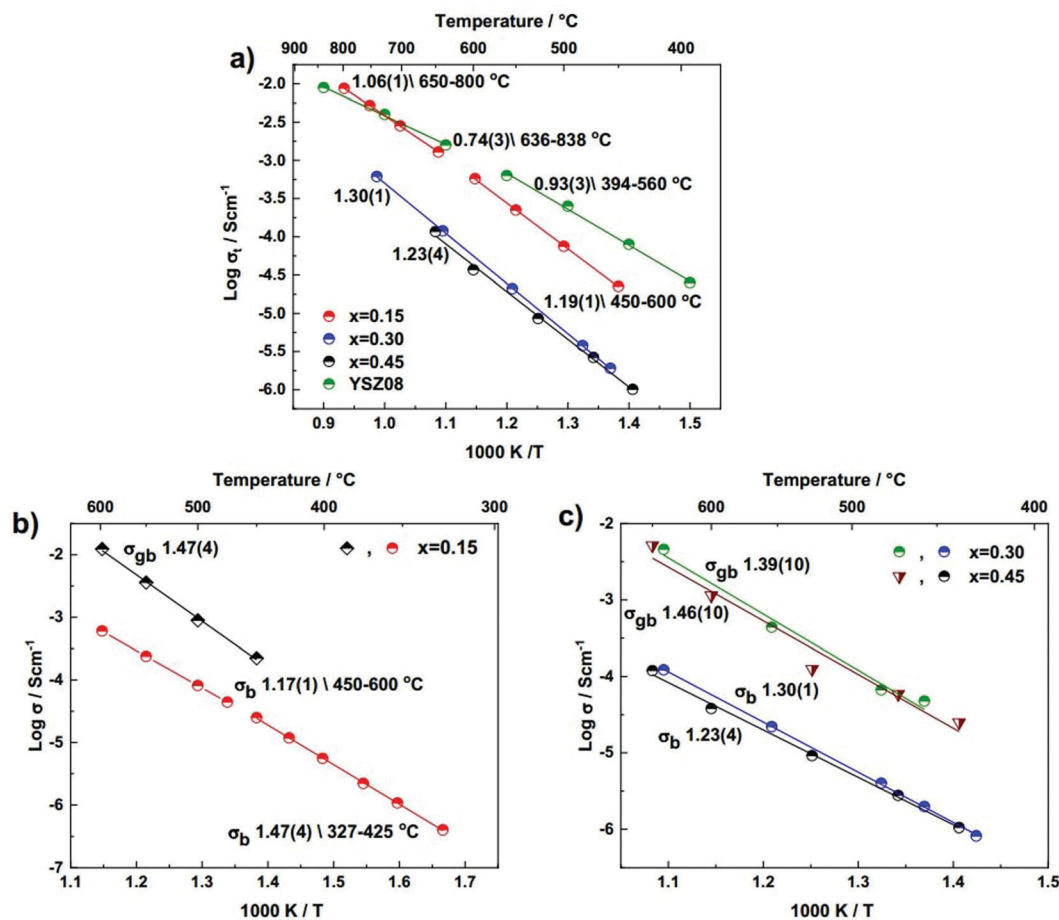 Temperature / °C
900 800 700 600 500 400
a)
1.06(1)\ 650-800 °C
-2.0
-2.5
0.74(3)\ 636-838 °C
-3.0
0.93(3)\ 394-560 °C
1.30(1)
-3.5
-4.0
1.23(4)
-4.5
1.19(1)\ 450-600 °C
-5.0
-5.5
-6.0
Log σt / Scm-1
x=0.15
x=0.30
x=0.45
YSZ08
0.9 1.0 1.1 1.2 1.3 1.4 1.5
1000 K /T
Temperature / °C
600 500 400 300
b)
σgb 1.47(4)
, x=0.15
-2
-3
-4
-5
-6
-7
Log σ / Scm-1
σb 1.17(1) \ 450-600 °C
σb 1.47(4) \ 327-425 °C
1.1 1.2 1.3 1.4 1.5 1.6 1.7
1000 K / T
Temperature / °C
600 500 400
c)
, x=0.30
, x=0.45
σgb 1.39(10)
σgb 1.46(10)
σb 1.30(1)
σb 1.23(4)
-2
-3
-4
-5
-6
Log σ / Scm-1
1.1 1.2 1.3 1.4 1.5
1000 K / T